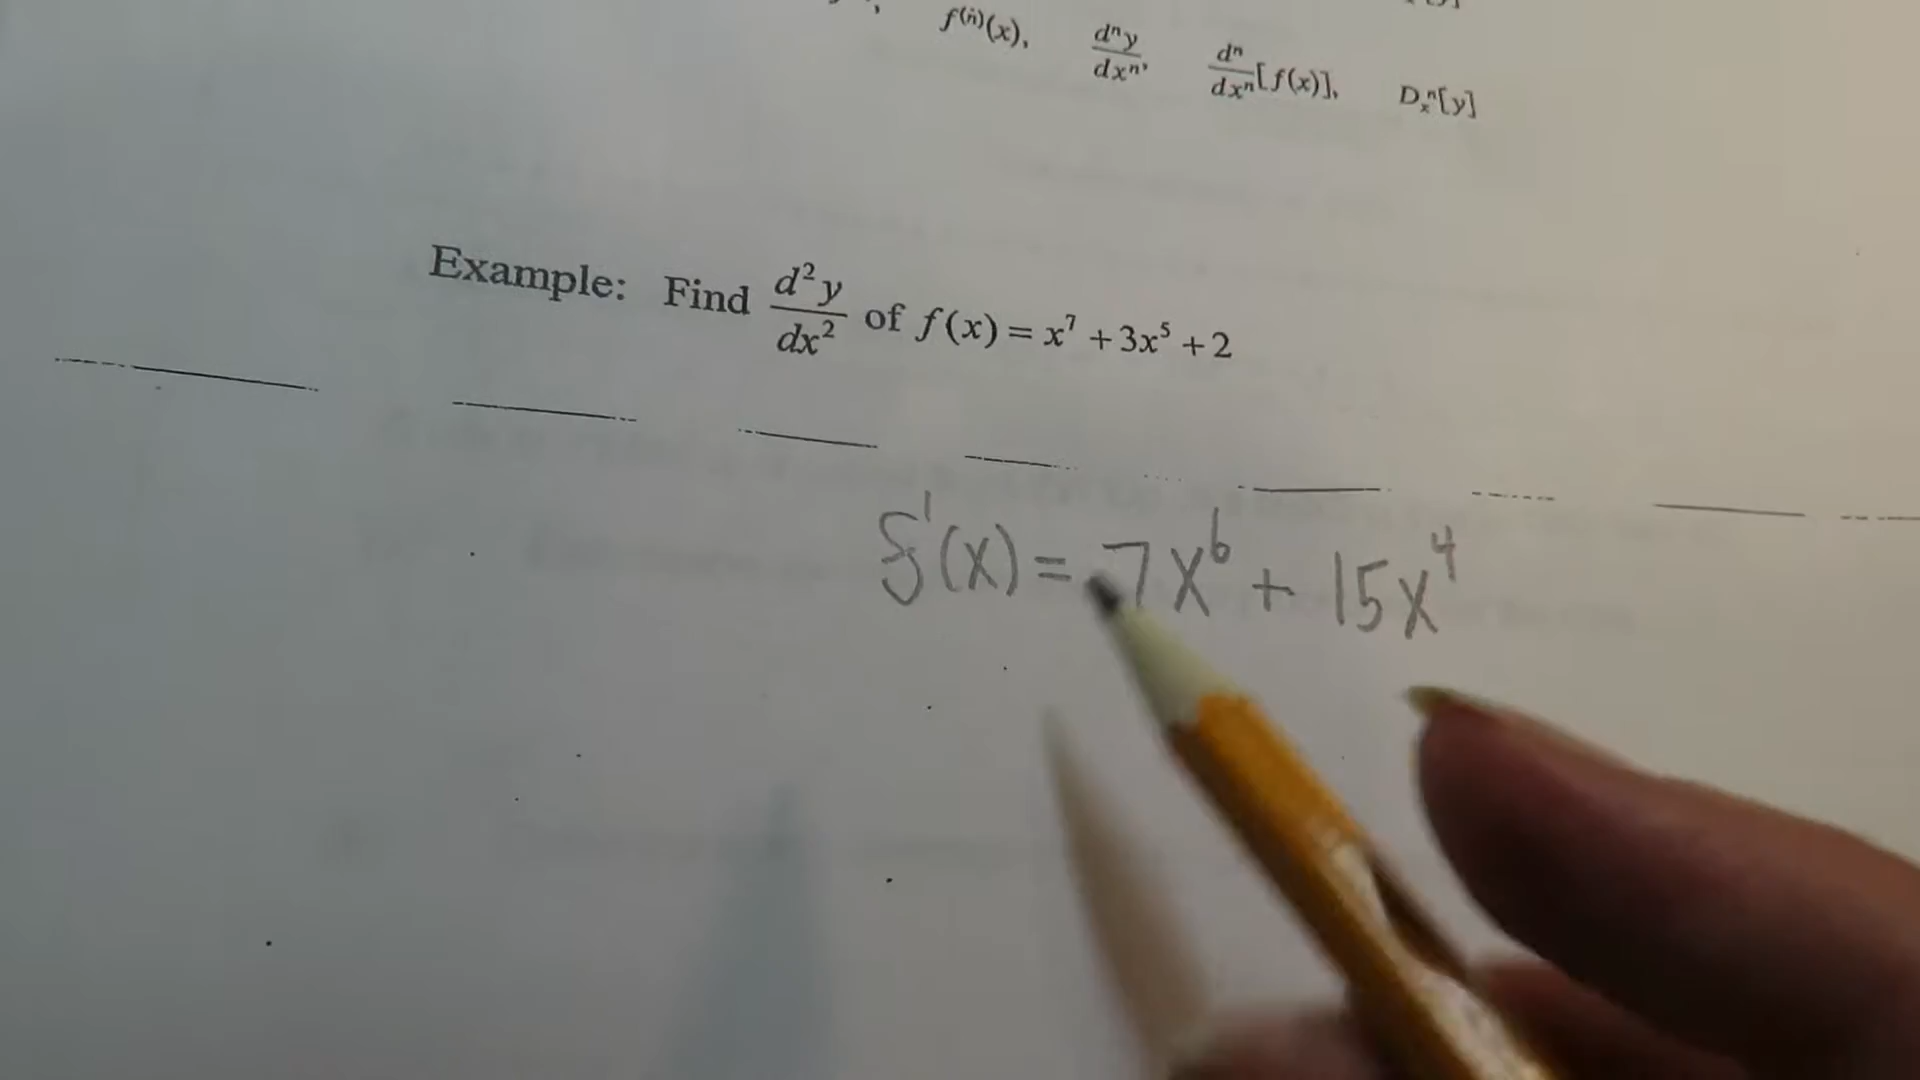 f⁽ⁿ⁾(x), dⁿy/dxⁿ, dⁿ/dxⁿ[f(x)], Dₓⁿ[y]
Example: Find d²y/dx² of f(x) = x⁷ + 3x⁵ + 2
f'(x) = 7x⁶ + 15x⁴